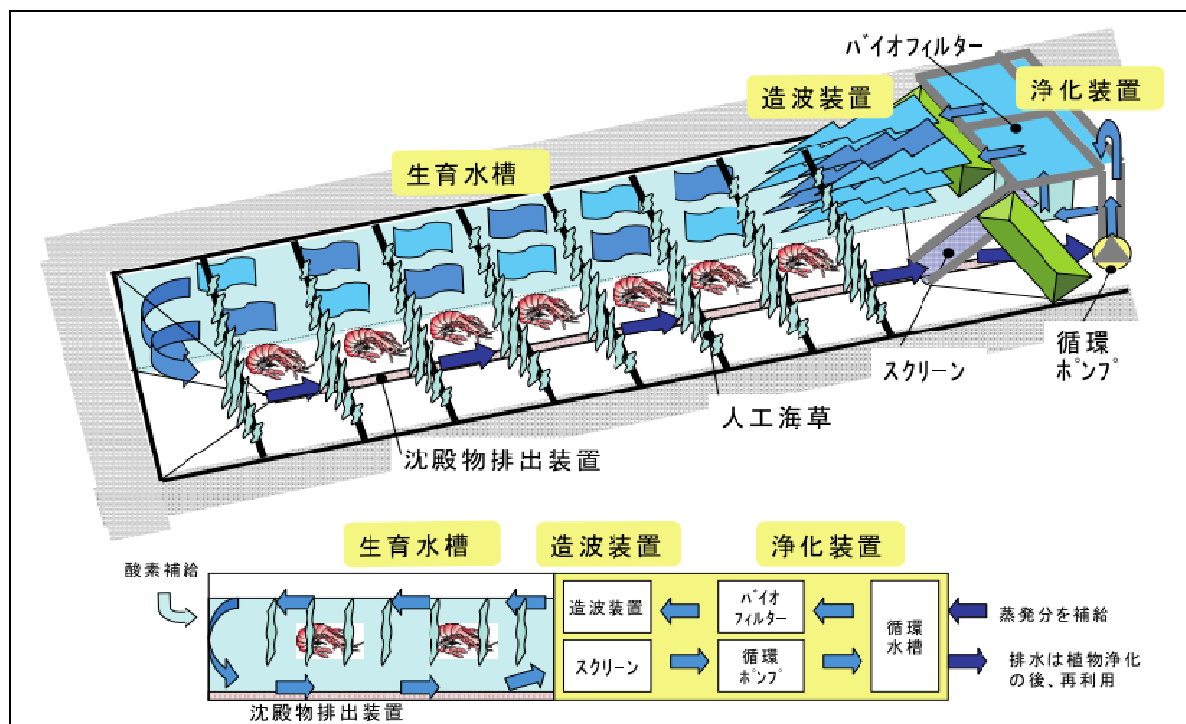 バイオフィルター
造波装置
浄化装置
生育水槽
循環
ポンプ
スクリーン
人工海草
沈殿物排出装置
生育水槽
造波装置
浄化装置
酸素補給
造波装置
バイオ
フィルター
循環
水槽
蒸発分を補給
スクリーン
循環
ポンプ
排水は植物浄化
の後、再利用
沈殿物排出装置